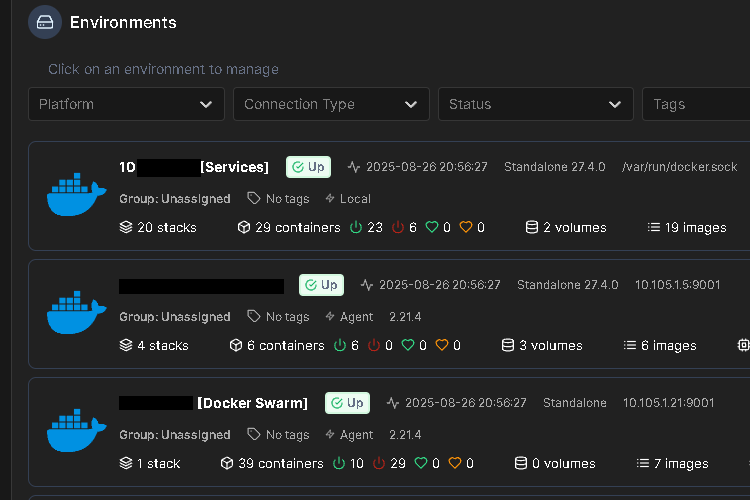 Environments
Click on an environment to manage
Platform Connection Type Status Tags
1D [Services] Up 2025-08-26 20:56:27 Standalone 27.4.0 /var/run/docker.sock
Group: Unassigned No tags Local
20 stacks 29 containers 23 6 0 0 2 volumes 19 images
Up 2025-08-26 20:56:27 Standalone 27.4.0 10.105.1.5:9001
Group: Unassigned No tags Agent 2.21.4
4 stacks 6 containers 6 0 0 0 3 volumes 6 images
[Docker Swarm] Up 2025-08-26 20:56:27 Standalone 10.105.1.21:9001
Group: Unassigned No tags Agent 2.21.4
1 stack 39 containers 10 29 0 0 0 volumes 7 images